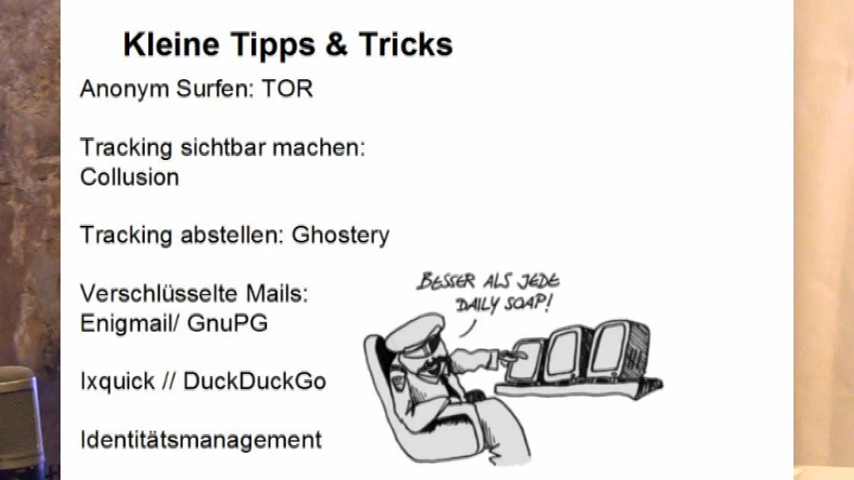 Kleine Tipps & Tricks
Anonym Surfen: TOR
Tracking sichtbar machen:
Collusion
Tracking abstellen: Ghostery
Verschlüsselte Mails:
Enigmail/ GnuPG
Ixquick // DuckDuckGo
Identitätsmanagement
BESSER ALS JEDE
DAILY SOAP!